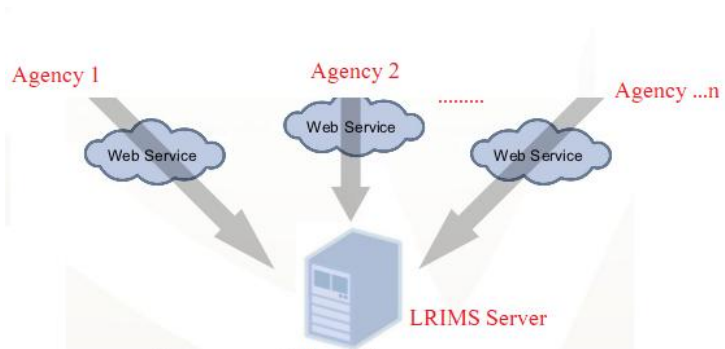 Agency 1
Agency 2
.........
Agency ...n
Web Service
Web Service
Web Service
LRIMS Server